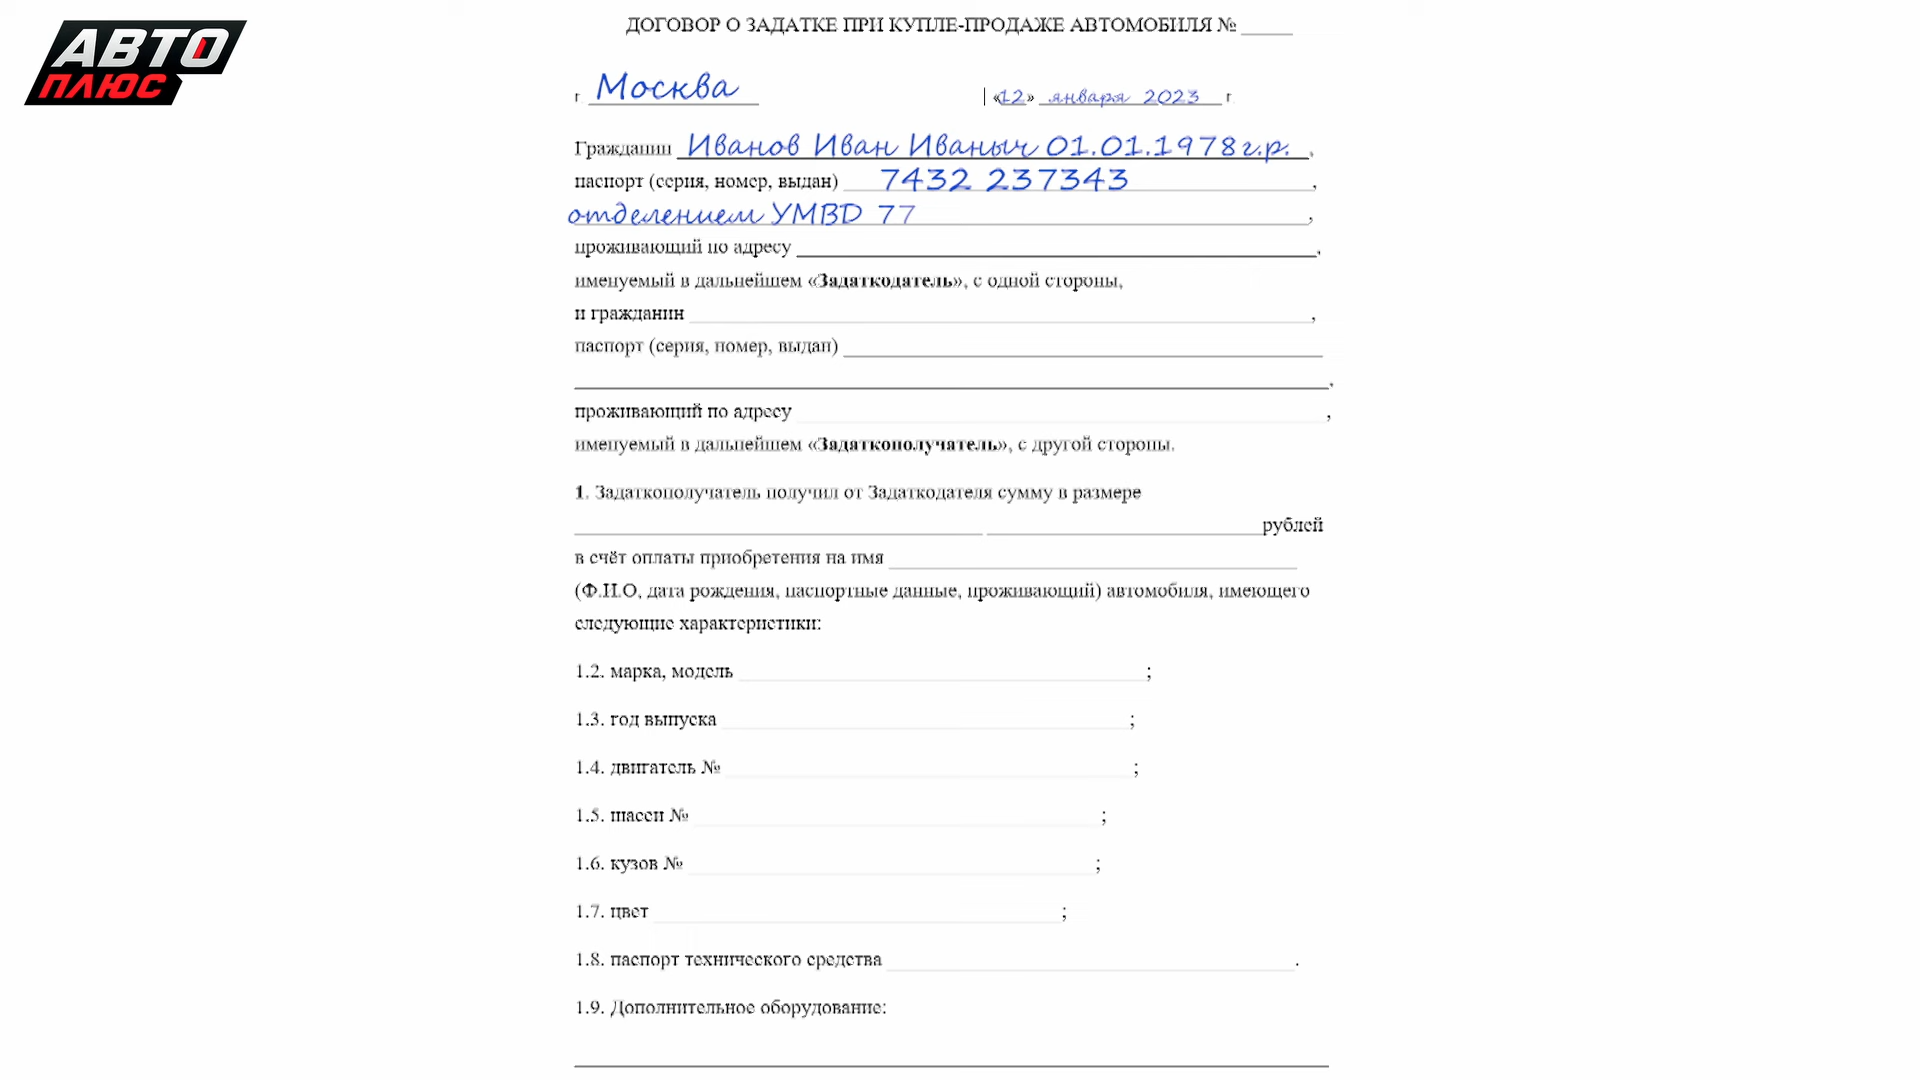 АВТО
ПЛЮС
ДОГОВОР О ЗАДАТКЕ ПРИ КУПЛЕ-ПРОДАЖЕ АВТОМОБИЛЯ № _____
г. Москва «12» января 2023 г.
Гражданин Иванов Иван Иваныч 01.01.1978г.р.,
паспорт (серия, номер, выдан) 7432 237343,
отделением УМВD 77,
проживающий по адресу ,
именуемый в дальнейшем «Задаткодатель», с одной стороны,
и гражданин ,
паспорт (серия, номер, выдан)
,
проживающий по адресу ,
именуемый в дальнейшем «Задаткополучатель», с другой стороны.
1. Задаткополучатель получил от Задаткодателя сумму в размере
рублей
в счёт оплаты приобретения на имя
(Ф.И.О, дата рождения, паспортные данные, проживающий) автомобиля, имеющего
следующие характеристики:
1.2. марка, модель ;
1.3. год выпуска ;
1.4. двигатель № ;
1.5. шасси № ;
1.6. кузов № ;
1.7. цвет ;
1.8. паспорт технического средства .
1.9. Дополнительное оборудование: